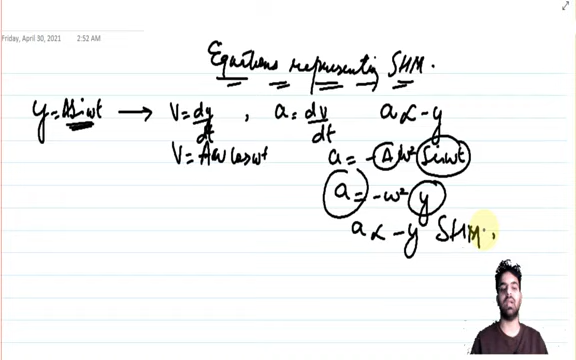 Friday, April 30, 2021 2:52 AM
Equations representing SHM.
y = A sin ωt → V = dy/dt , a = dv/dt a ∝ -y
V = Aω cos ωt a = -A ω² sin ωt
a = -ω² y
a ∝ -y SHM.